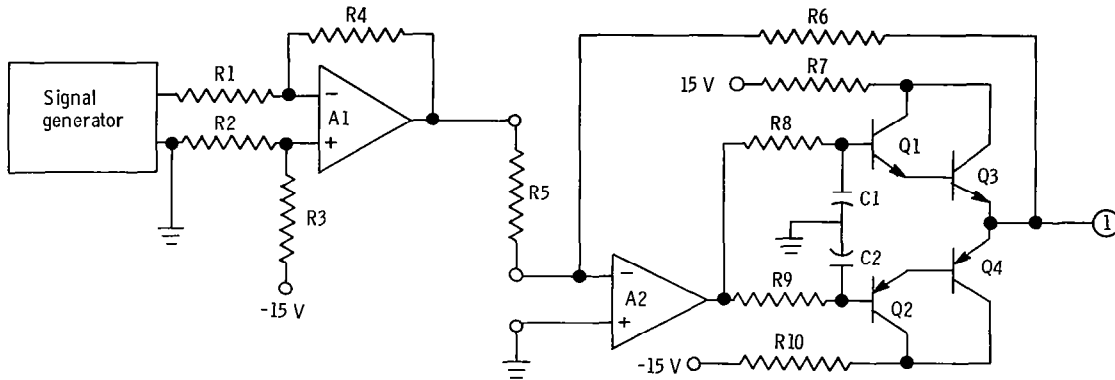 R4
R6
R1
R7
Signal
generator
15 V
−
A1
+
R2
R8
Q1
R5
Q3
R3
C1
1
-15 V
C2
Q4
−
A2
+
R9
Q2
R10
-15 V